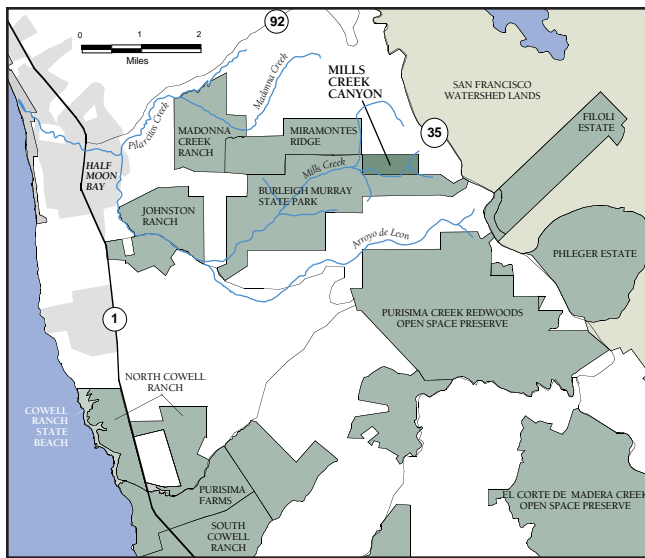 92
0 1 2
Miles
Madonna Creek
MILLS
CREEK
CANYON
SAN FRANCISCO
WATERSHED LANDS
FILOLI
ESTATE
Pilarcitos Creek
MADONNA
CREEK
RANCH
MIRAMONTES
RIDGE
35
HALF
MOON
BAY
Mills Creek
BURLEIGH MURRAY
STATE PARK
JOHNSTON
RANCH
Arroyo de Leon
PHLEGER ESTATE
PURISIMA CREEK REDWOODS
OPEN SPACE PRESERVE
1
NORTH COWELL
RANCH
COWELL
RANCH
STATE
BEACH
PURISIMA
FARMS
EL CORTE DE MADERA CREEK
OPEN SPACE PRESERVE
SOUTH
COWELL
RANCH